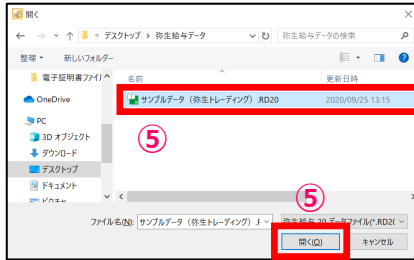 開く
デスクトップ > 弥生給与データ
弥生給与データの検索
整理
新しいフォルダー
電子証明書ファイ
名前
更新日時
サンプルデータ（弥生トレーディング）.RD20
2020/09/25 13:15
OneDrive
PC
3D オブジェクト
ダウンロード
デスクトップ
ドキュメント
ピクチャ
⑤
⑤
ファイル名(N):
サンプルデータ（弥生トレーディング）.F
弥生給与 20 データファイル(*.RD2(
開く(O)
キャンセル